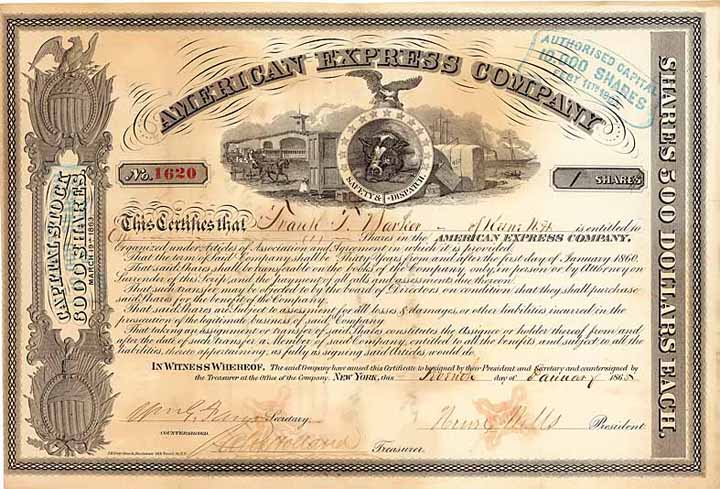 AMERICAN EXPRESS COMPANY
AUTHORISED CAPITAL
10,000 SHARES
FEBY 11TH
No. 1620
SAFETY & DISPATCH
1 SHARES
CAPITAL STOCK
8000 SHARES
MARCH 19TH 1863
SHARES 500 DOLLARS EACH.
This Certifies that Frank T. Parker of is entitled to
Shares in the AMERICAN EXPRESS COMPANY.
Organized under Articles of Association and Agreement in which it is provided
That the term of said Company shall be Thirty Years from and after the first day of January 1860.
That said Shares shall be transferable on the books of the Company only in person or by Attorney on
Surrender of this Scrip, and the payment of all calls and assessments due thereon.
That such transfer may be objected to by the Board of Directors on condition that they shall purchase
said Shares for the benefit of the Company.
That said Shares are subject to assessment for all losses & damages, or other liabilities incurred in the
prosecution of the legitimate business of said Company.
That taking an assignment or transfer of said Shares constitutes the Assignee or holder thereof from and
after the date of such transfer a Member of said Company, entitled to all the benefits and subject to all the
liabilities, thereto appertaining, as fully as signing said Articles would do.
IN WITNESS WHEREOF. The said Company have caused this Certificate to be signed by their President and Secretary and countersigned by
the Treasurer at the Office of the Company. NEW YORK, this Seventh day of January 1865
Secretary.
Henry Wells President.
COUNTERSIGNED.
Holland
Treasurer.